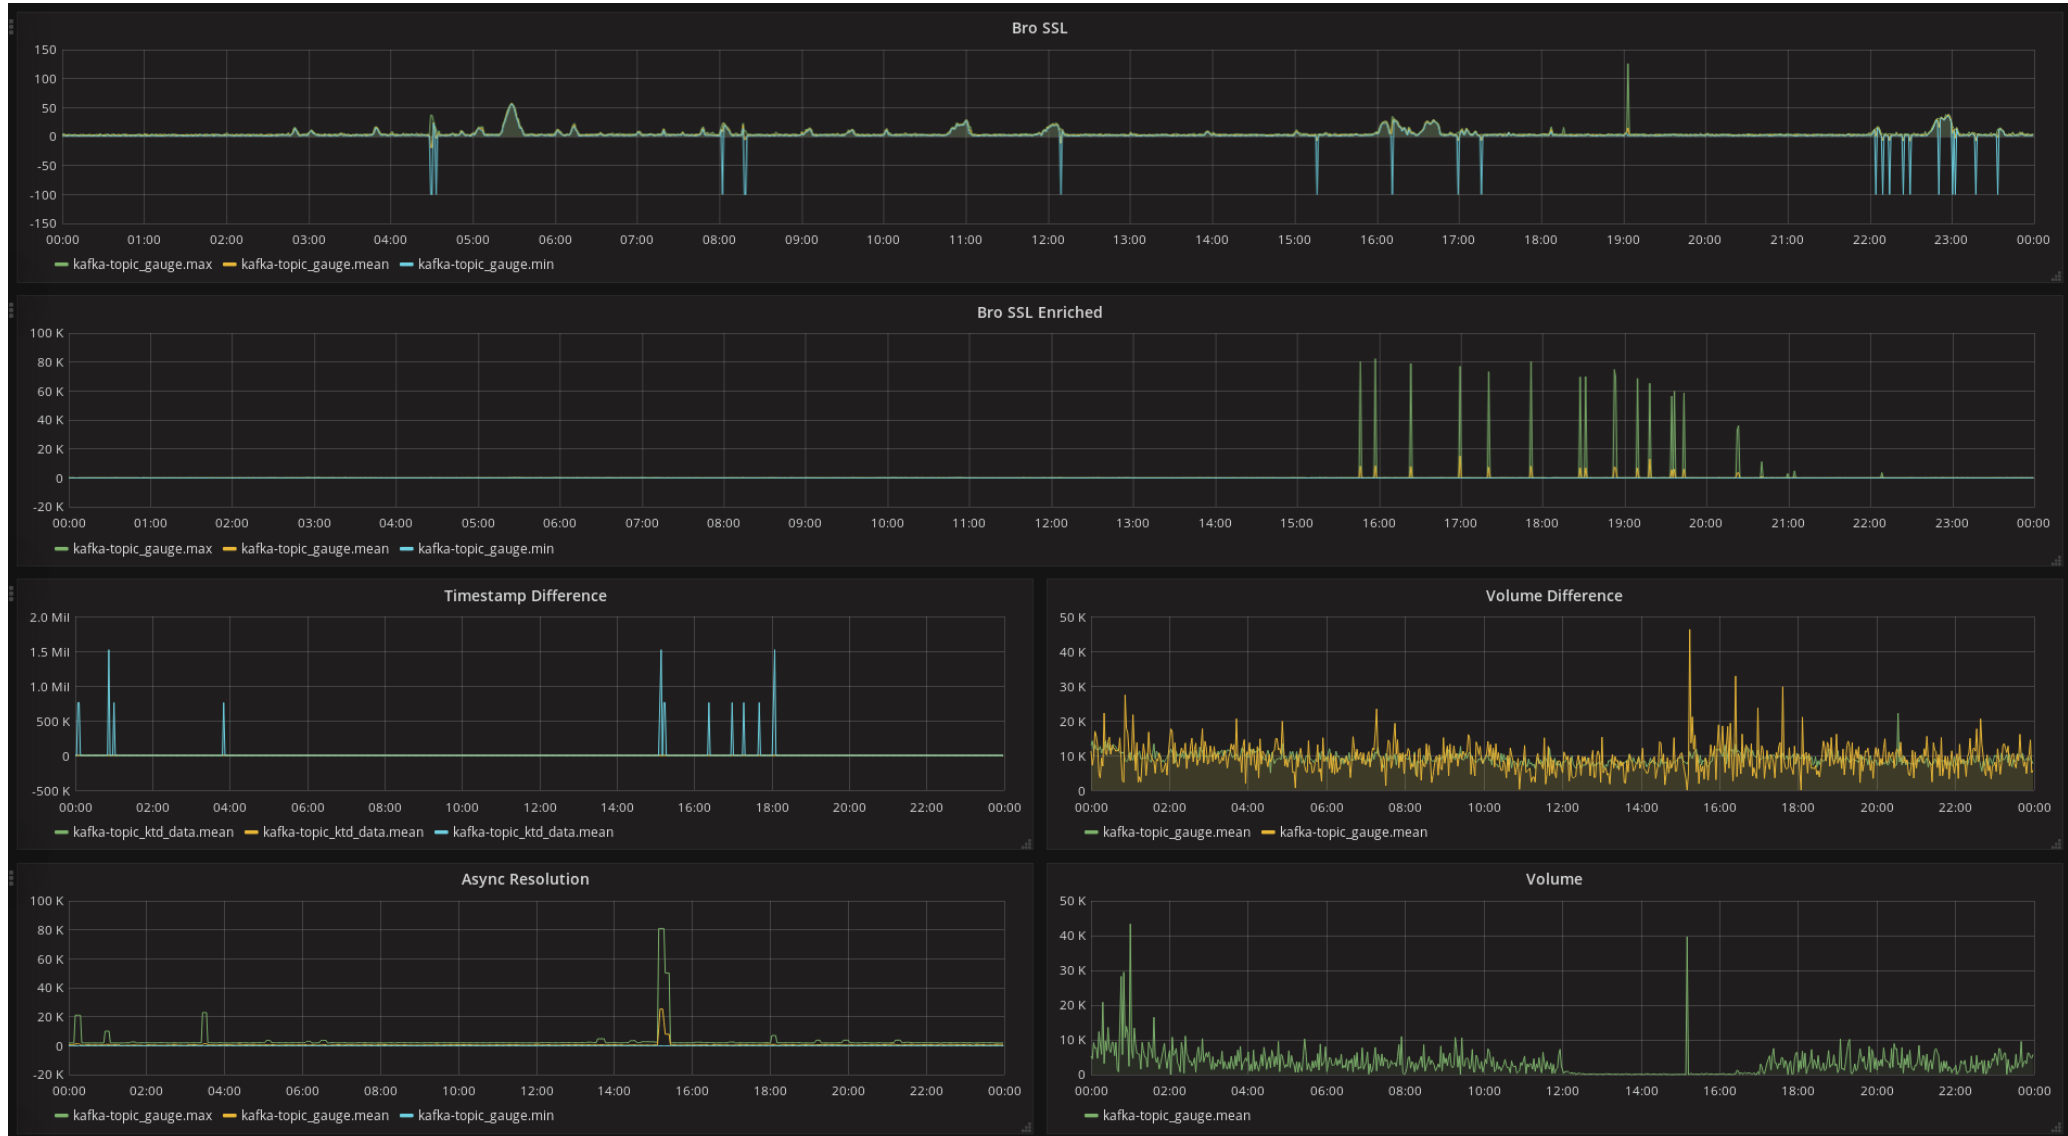 Bro SSL
150
100
50
0
-50
-100
-150
00:00 01:00 02:00 03:00 04:00 05:00 06:00 07:00 08:00 09:00 10:00 11:00 12:00 13:00 14:00 15:00 16:00 17:00 18:00 19:00 20:00 21:00 22:00 23:00 00:00
kafka-topic_gauge.max kafka-topic_gauge.mean kafka-topic_gauge.min
Bro SSL Enriched
100 K
80 K
60 K
40 K
20 K
0
-20 K
00:00 01:00 02:00 03:00 04:00 05:00 06:00 07:00 08:00 09:00 10:00 11:00 12:00 13:00 14:00 15:00 16:00 17:00 18:00 19:00 20:00 21:00 22:00 23:00 00:00
kafka-topic_gauge.max kafka-topic_gauge.mean kafka-topic_gauge.min
Timestamp Difference
2.0 Mil
1.5 Mil
1.0 Mil
500 K
0
-500 K
00:00 02:00 04:00 06:00 08:00 10:00 12:00 14:00 16:00 18:00 20:00 22:00 00:00
kafka-topic_ktd_data.mean kafka-topic_ktd_data.mean kafka-topic_ktd_data.mean
Volume Difference
50 K
40 K
30 K
20 K
10 K
0
00:00 02:00 04:00 06:00 08:00 10:00 12:00 14:00 16:00 18:00 20:00 22:00 00:00
kafka-topic_gauge.mean kafka-topic_gauge.mean
Async Resolution
100 K
80 K
60 K
40 K
20 K
0
-20 K
00:00 02:00 04:00 06:00 08:00 10:00 12:00 14:00 16:00 18:00 20:00 22:00 00:00
kafka-topic_gauge.max kafka-topic_gauge.mean kafka-topic_gauge.min
Volume
50 K
40 K
30 K
20 K
10 K
0
00:00 02:00 04:00 06:00 08:00 10:00 12:00 14:00 16:00 18:00 20:00 22:00 00:00
kafka-topic_gauge.mean